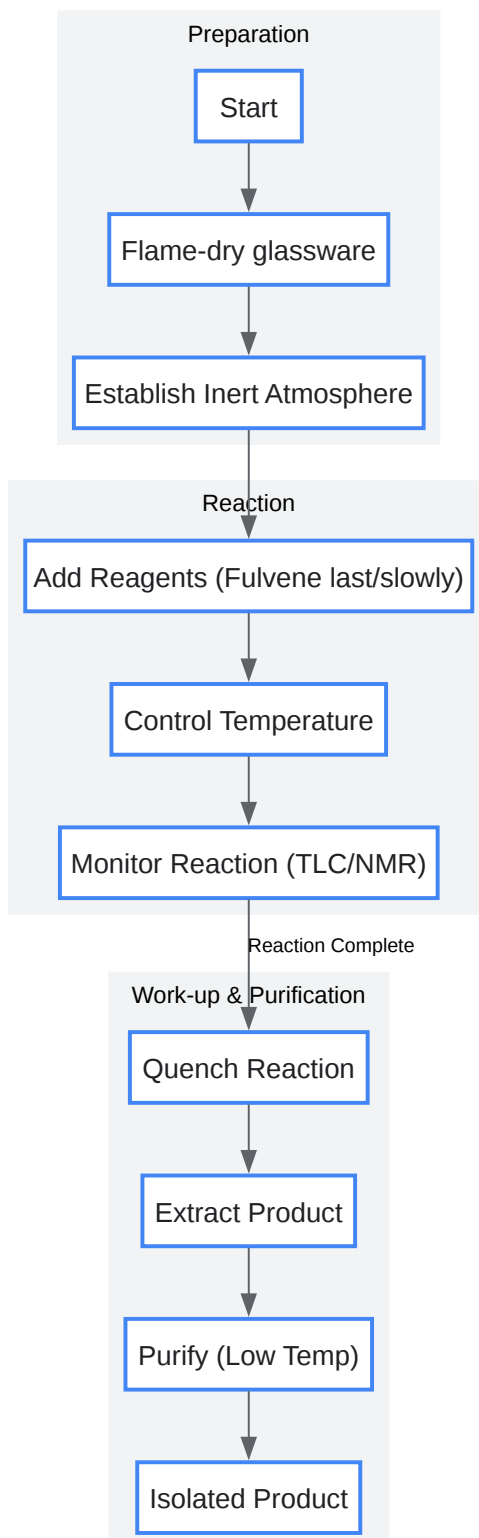 Preparation
Start
Flame-dry glassware
Establish Inert Atmosphere
Reaction
Add Reagents (Fulvene last/slowly)
Control Temperature
Monitor Reaction (TLC/NMR)
Reaction Complete
Work-up & Purification
Quench Reaction
Extract Product
Purify (Low Temp)
Isolated Product